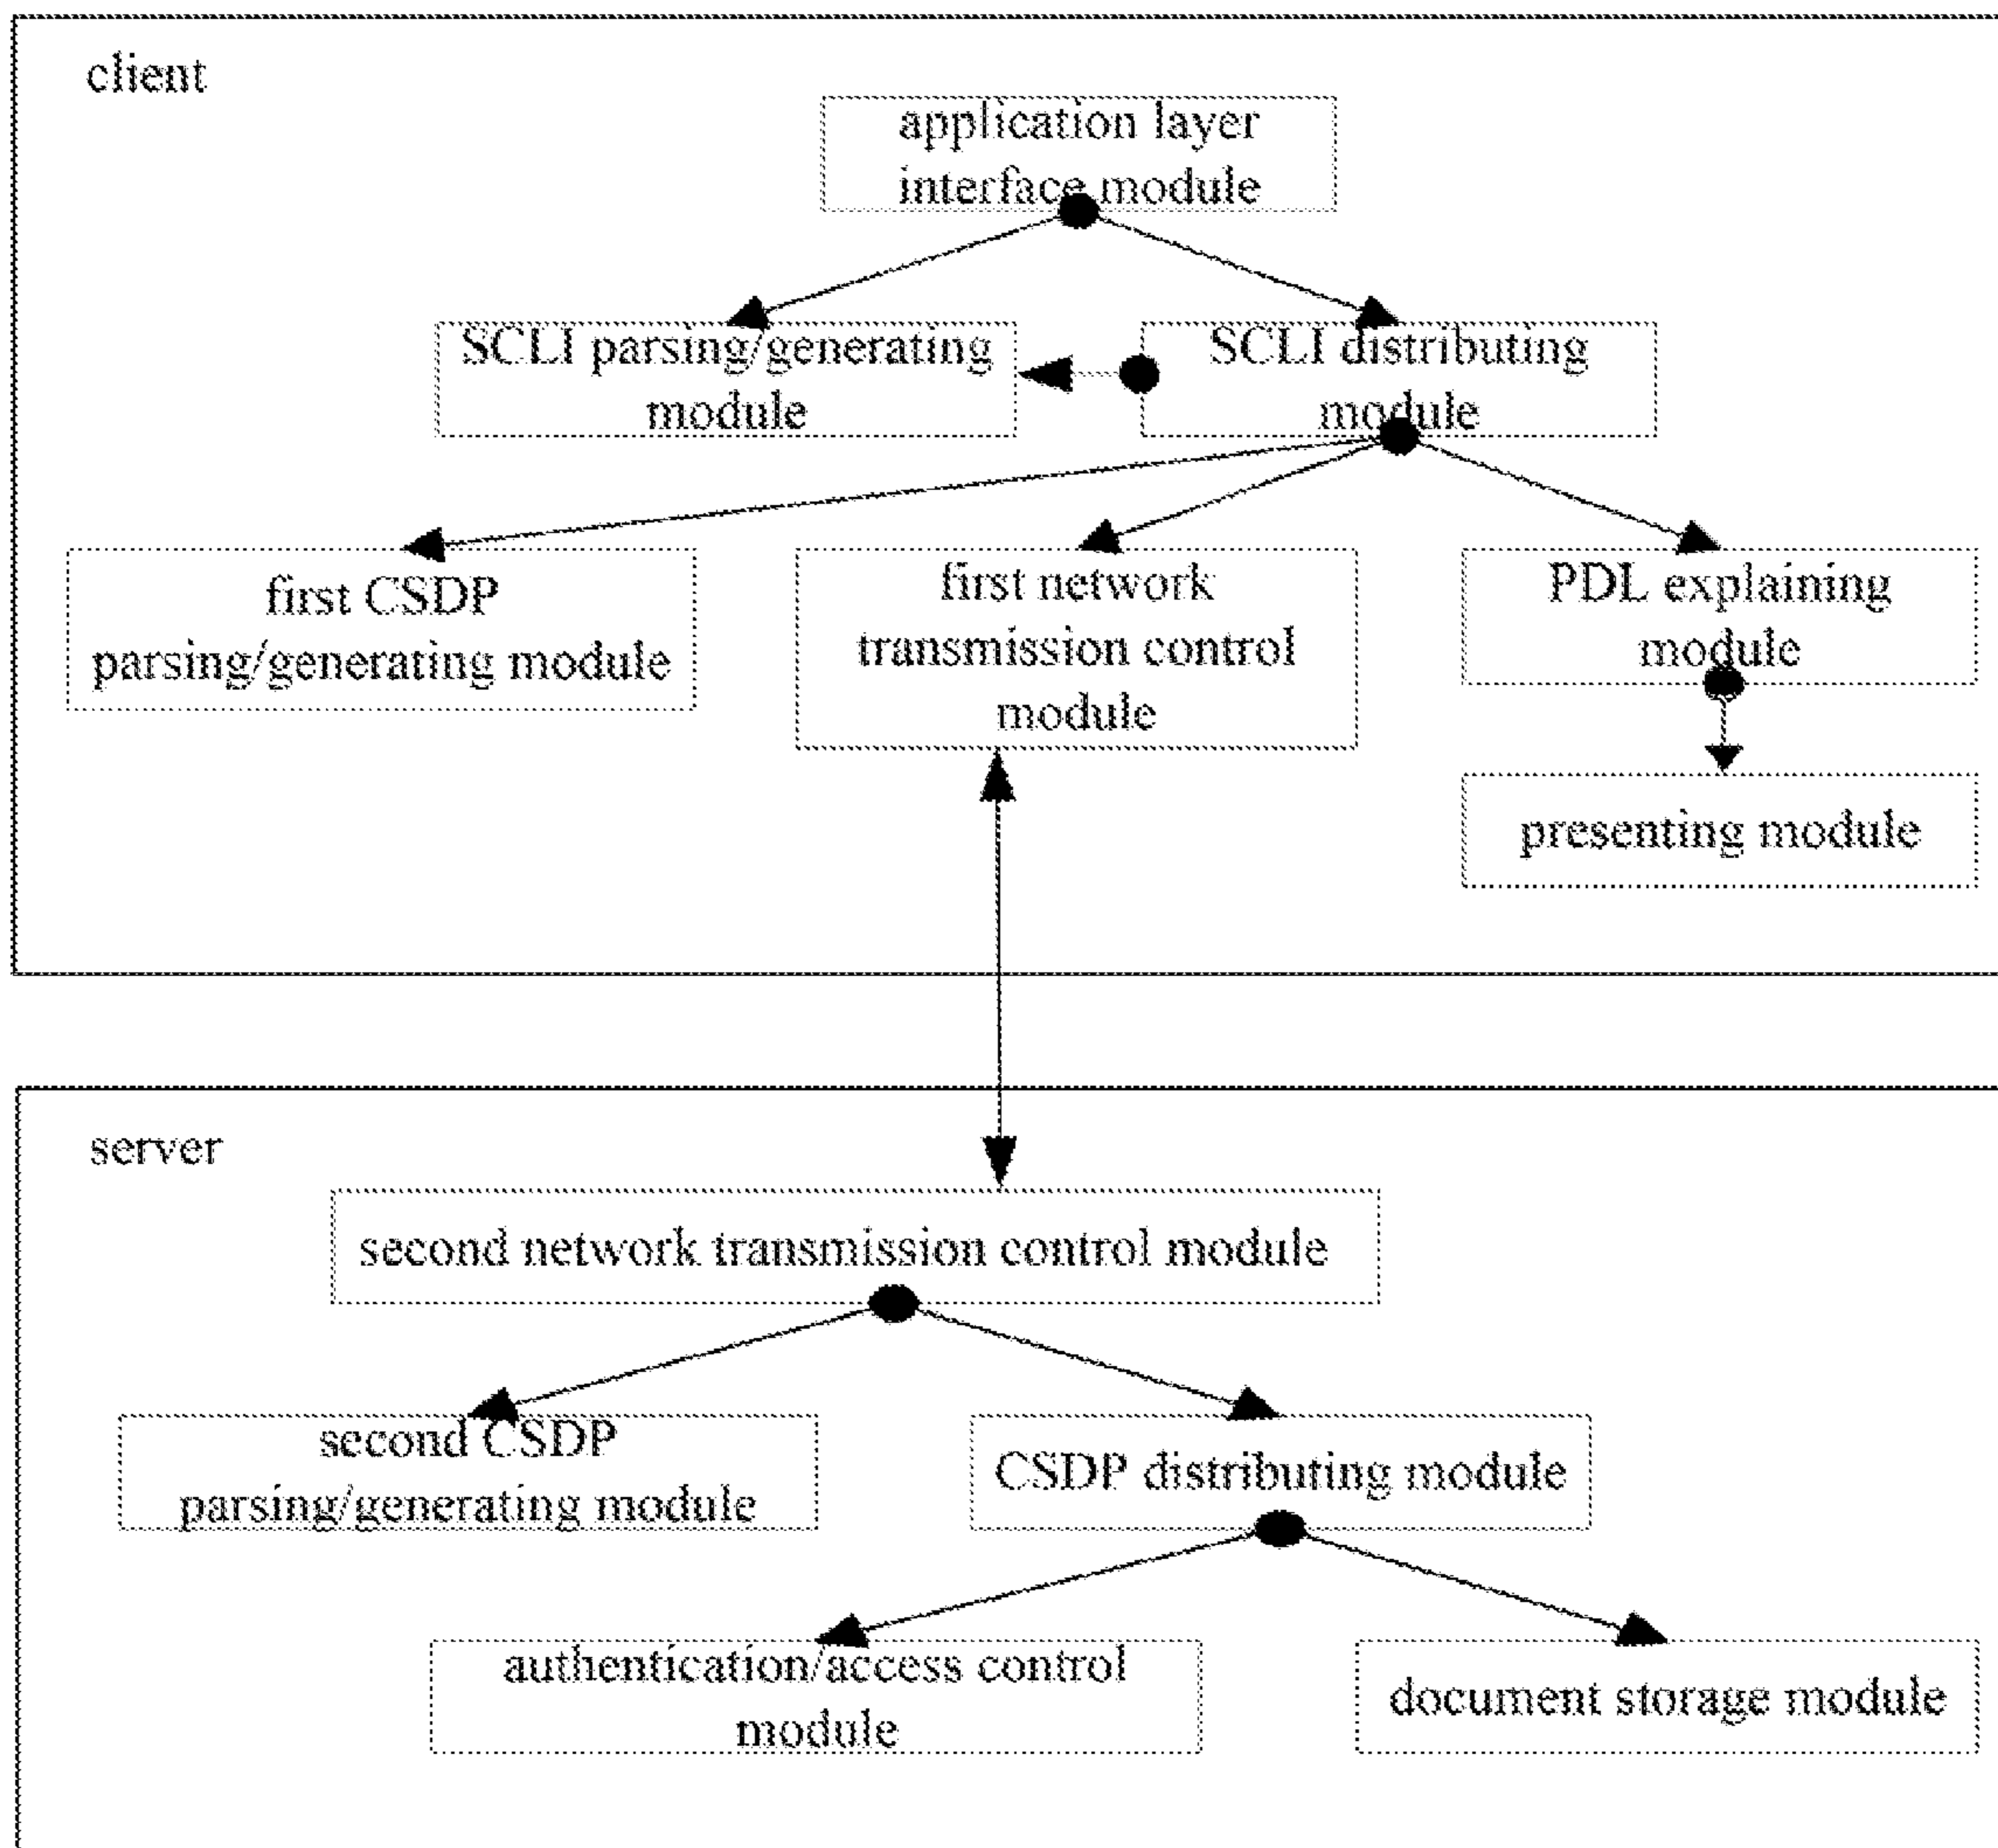 client
application layer
interface module
SCLI parsing/generating
module
SCLI distributing
module
first CSDP
parsing/generating module
first network
transmission control
module
PDL explaining
module
presenting module
server
second network transmission control module
second CSDP
parsing/generating module
CSDP distributing module
authentication/access control
module
document storage module